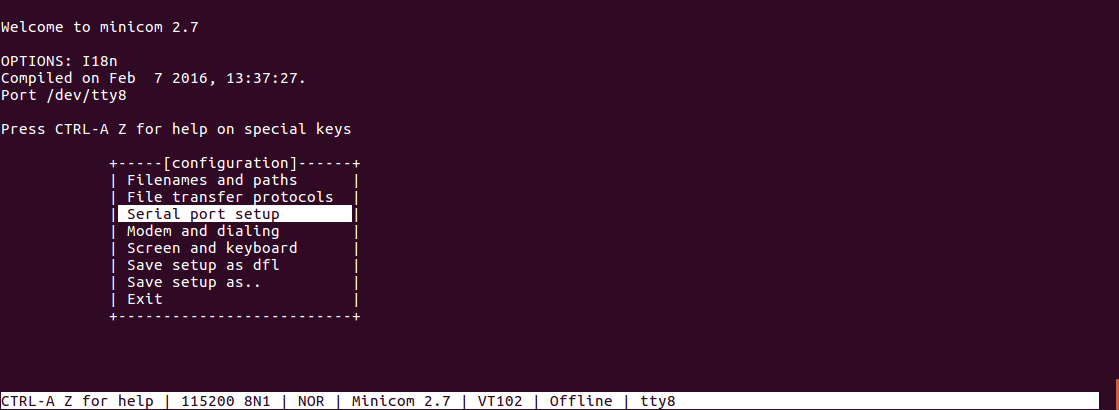 Welcome to minicom 2.7
OPTIONS: I18n
Compiled on Feb  7 2016, 13:37:27.
Port /dev/tty8
Press CTRL-A Z for help on special keys
+-----[configuration]------+
| Filenames and paths      |
| File transfer protocols  |
| Serial port setup        |
| Modem and dialing        |
| Screen and keyboard      |
| Save setup as dfl        |
| Save setup as..          |
| Exit                     |
+--------------------------+
CTRL-A Z for help | 115200 8N1 | NOR | Minicom 2.7 | VT102 | Offline | tty8